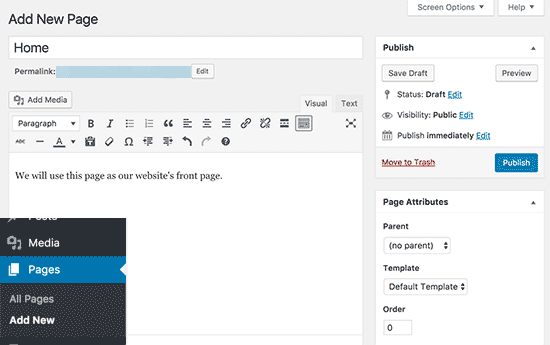 Screen Options ▼
Help ▼
Add New Page
Home
Permalink:
Edit
Add Media
Visual
Text
Paragraph
B I
ABC A
We will use this page as our website's front page.
Publish
Save Draft
Preview
Status: Draft Edit
Visibility: Public Edit
Publish immediately Edit
Move to Trash
Publish
Page Attributes
Parent
(no parent)
Template
Default Template
Order
0
Posts
Media
Pages
All Pages
Add New